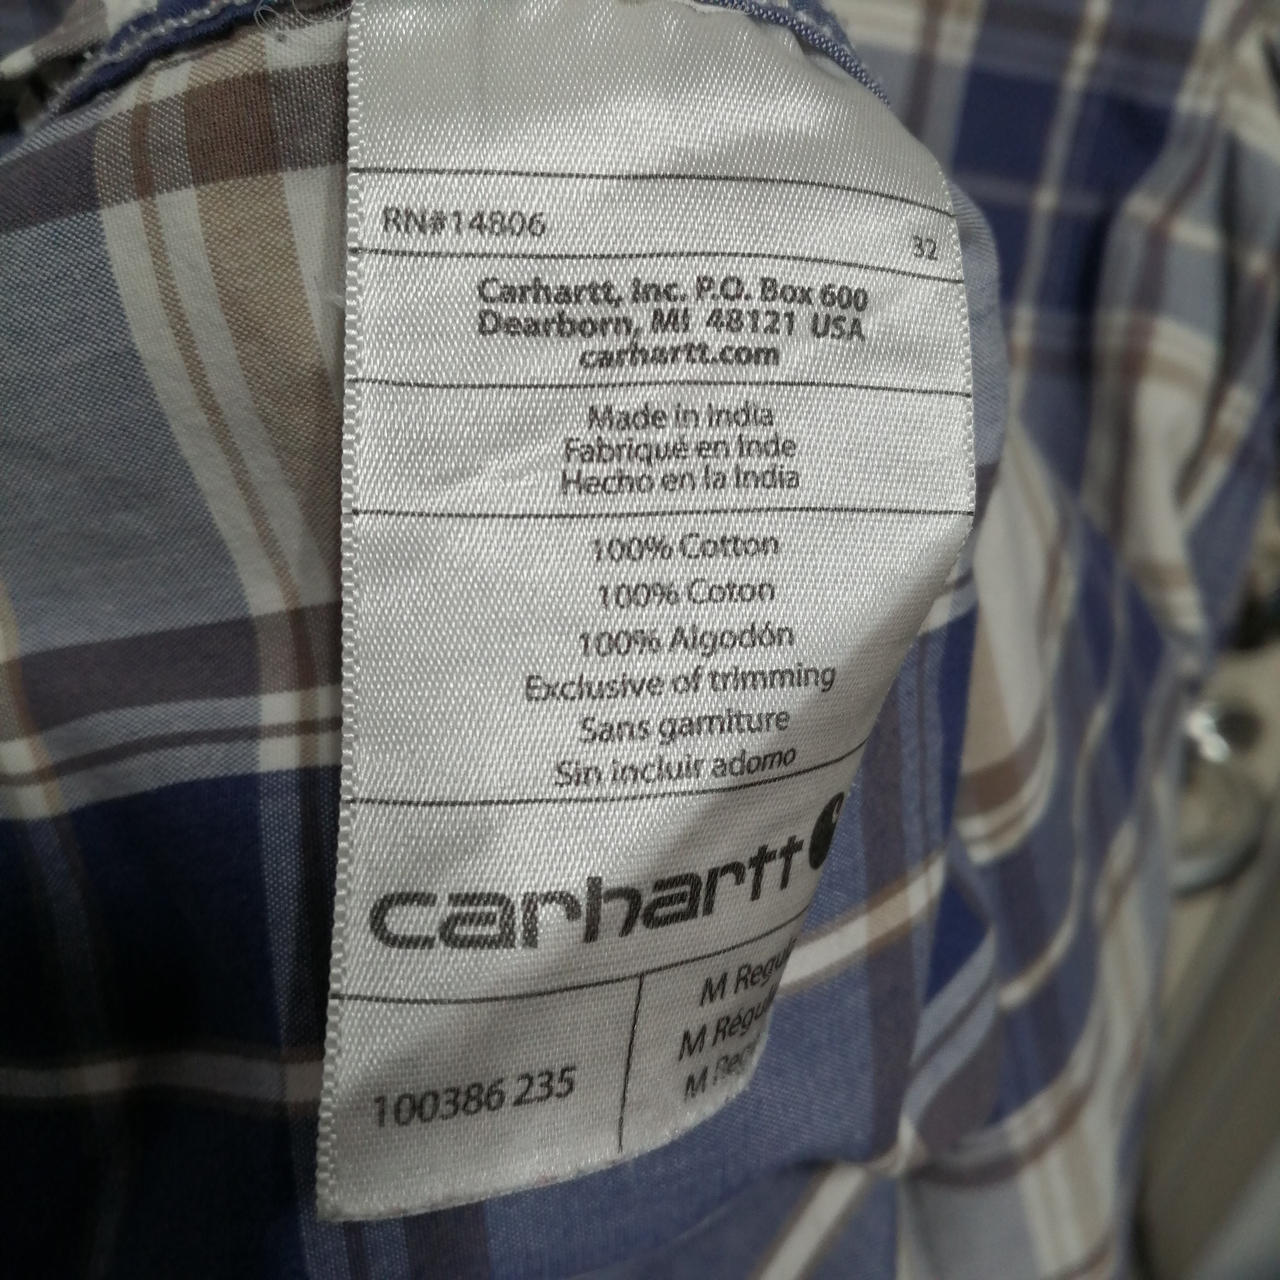 RN#14806
32
Carhartt, Inc. P.O. Box 600
Dearborn, MI 48121 USA
carhartt.com
Made in India
Fabriqué en Inde
Hecho en la India
100% Cotton
100% Coton
100% Algodón
Exclusive of trimming
Sans garniture
Sin incluir adorno
carhartt
100386 235
M
M
M